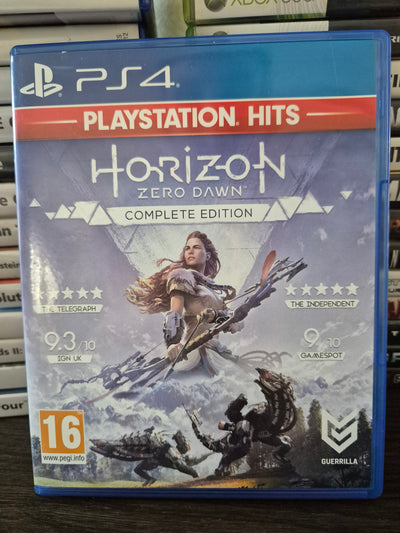 XBOX 360
PS4
PLAYSTATION HITS
HORIZON
ZERO DAWN™
COMPLETE EDITION
★★★★★
THE TELEGRAPH
★★★★★
THE INDEPENDENT
9.3/10
IGN UK
9/10
GAMESPOT
16
www.pegi.info
GUERRILLA